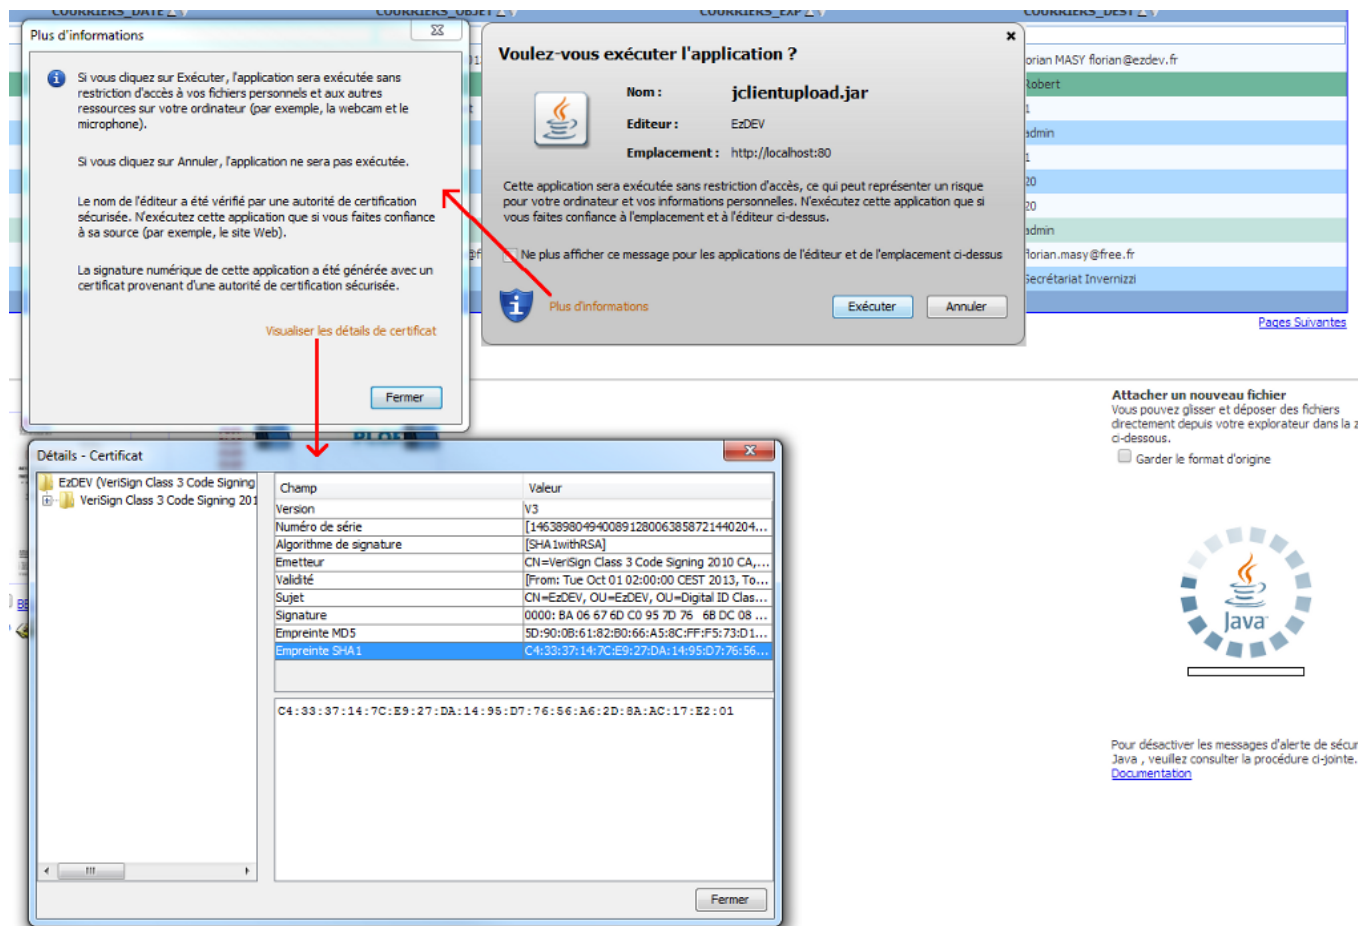 COURRIERS_DATE
COURRIERS_OBJET
COURRIERS_EXP
COURRIERS_DEST
Plus d'informations
Si vous cliquez sur Exécuter, l'application sera exécutée sans
restriction d'accès à vos fichiers personnels et aux autres
ressources sur votre ordinateur (par exemple, la webcam et le
microphone).
Si vous cliquez sur Annuler, l'application ne sera pas exécutée.
Le nom de l'éditeur a été vérifié par une autorité de certification
sécurisée. N'exécutez cette application que si vous faites confiance
à sa source (par exemple, le site Web).
La signature numérique de cette application a été générée avec un
certificat provenant d'une autorité de certification sécurisée.
Visualiser les détails de certificat
Fermer
Voulez-vous exécuter l'application ?
Nom : jclientupload.jar
Editeur : EzDEV
Emplacement : http://localhost:80
Cette application sera exécutée sans restriction d'accès, ce qui peut représenter un risque
pour votre ordinateur et vos informations personnelles. N'exécutez cette application que si
vous faites confiance à l'emplacement et à l'éditeur ci-dessus.
Ne plus afficher ce message pour les applications de l'éditeur et de l'emplacement ci-dessus
Plus d'informations
Exécuter
Annuler
orian MASY florian@ezdev.fr
Robert
1
admin
1
20
20
admin
florian.masy@free.fr
Secrétariat Invernizzi
Pages Suivantes
Attacher un nouveau fichier
Vous pouvez glisser et déposer des fichiers
directement depuis votre explorateur dans la z
ci-dessous.
Garder le format d'origine
Java
Pour désactiver les messages d'alerte de sécur
Java , veuillez consulter la procédure ci-jointe.
Documentation
Détails - Certificat
EzDEV (VeriSign Class 3 Code Signing
VeriSign Class 3 Code Signing 201
Champ Valeur
Version V3
Numéro de série [1463898049400891280063858721440204...
Algorithme de signature [SHA1withRSA]
Emetteur CN=VeriSign Class 3 Code Signing 2010 CA,...
Validité [From: Tue Oct 01 02:00:00 CEST 2013, To...
Sujet CN=EzDEV, OU=EzDEV, OU=Digital ID Clas...
Signature 0000: BA 06 67 6D C0 95 7D 76 6B DC 08 ...
Empreinte MD5 5D:90:0B:61:82:B0:66:A5:8C:FF:F5:73:D1...
Empreinte SHA1 C4:33:37:14:7C:E9:27:DA:14:95:D7:76:56...
C4:33:37:14:7C:E9:27:DA:14:95:D7:76:56:A6:2D:8A:AC:17:E2:01
Fermer